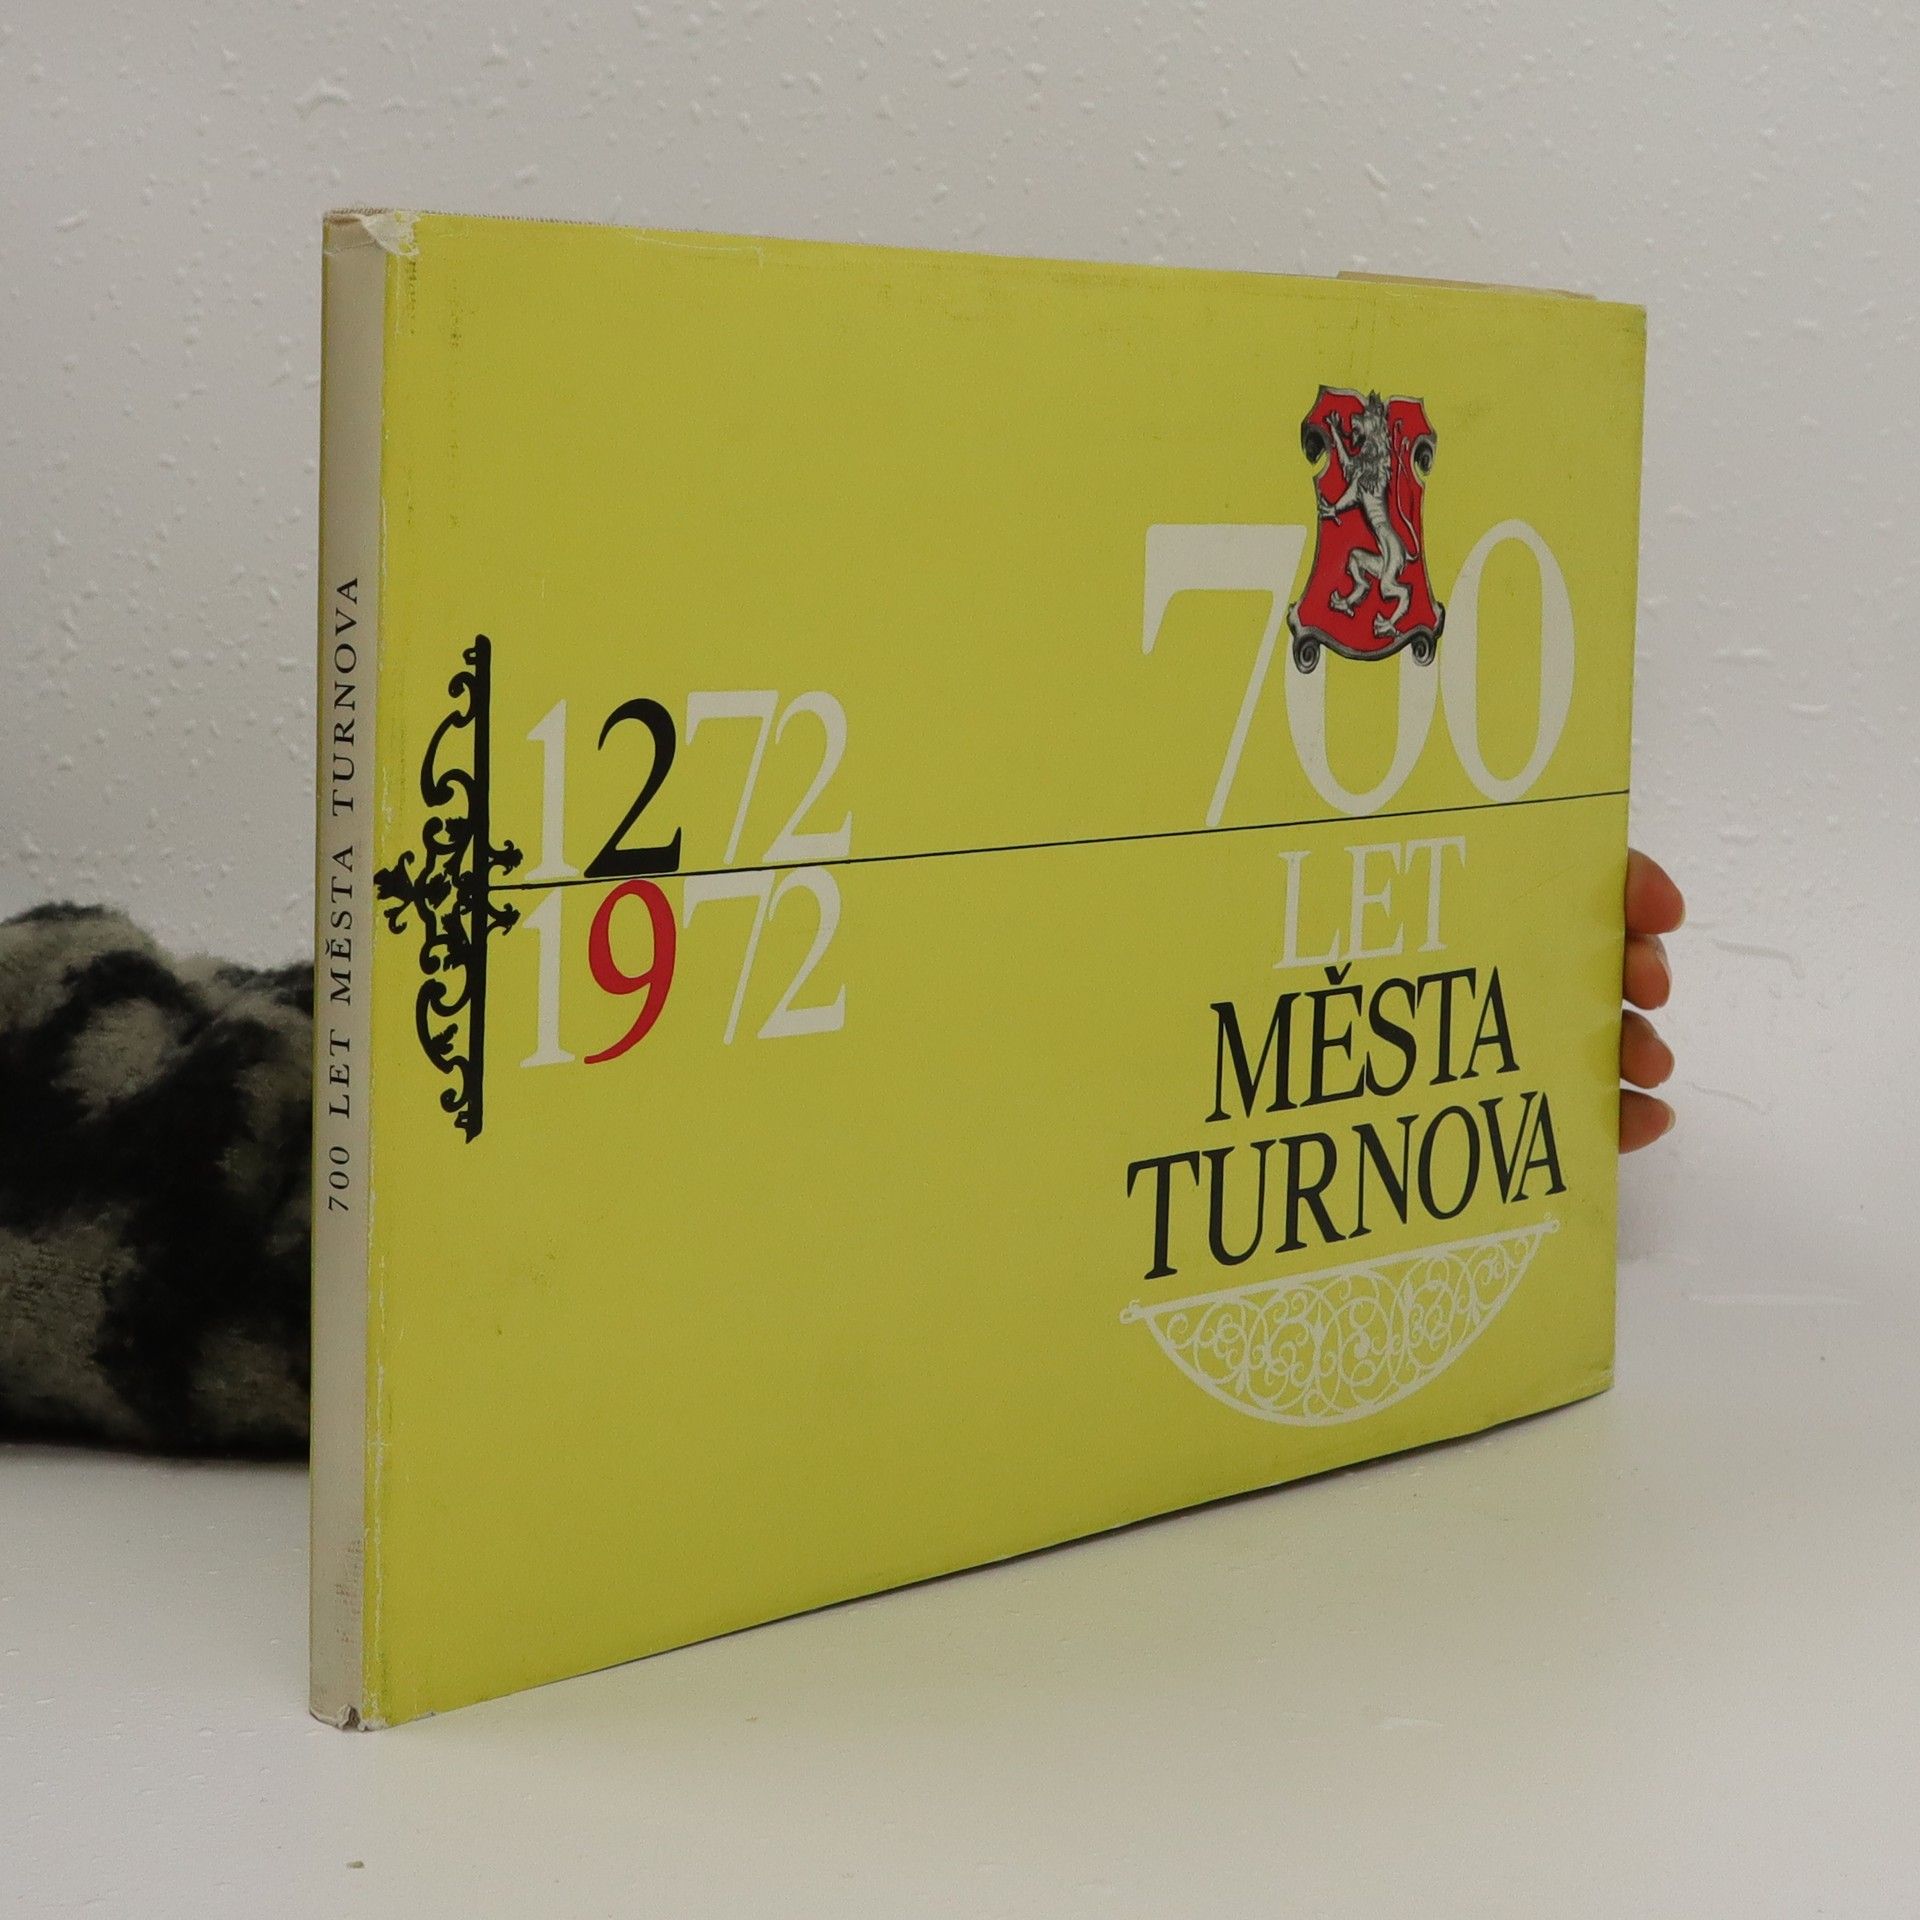 700 LET MĚSTA TURNOVA
1272
1972
700
LET
MĚSTA
TURNOVA